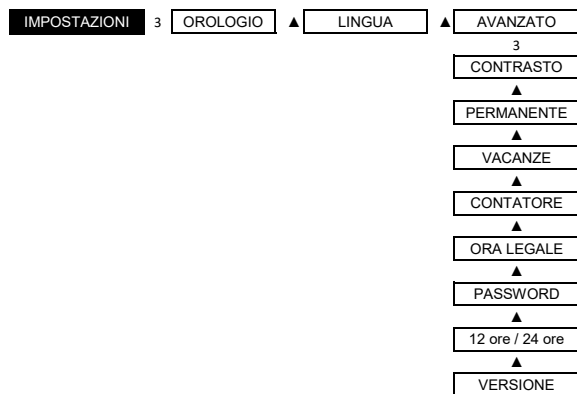 IMPOSTAZIONI 3 OROLOGIO ▲ LINGUA ▲ AVANZATO
3
CONTRASTO
▲
PERMANENTE
▲
VACANZE
▲
CONTATORE
▲
ORA LEGALE
▲
PASSWORD
▲
12 ore / 24 ore
▲
VERSIONE